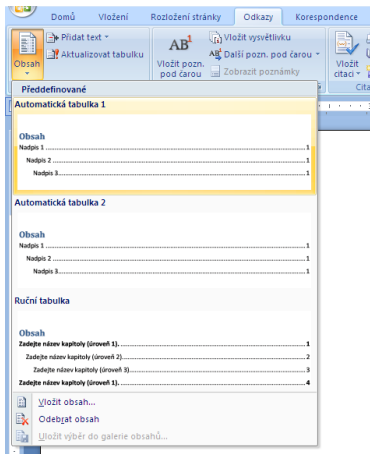 Domů Vložení Rozložení stránky Odkazy Korespondence
Obsah
Přidat text
Aktualizovat tabulku
AB1
Vložit pozn.
pod čarou
Vložit vysvětlivku
Další pozn. pod čarou
Zobrazit poznámky
Vložit
citaci
Cita
Předdefinované
Automatická tabulka 1
Obsah
Nadpis 1 1
Nadpis 2 1
Nadpis 3 1
Automatická tabulka 2
Obsah
Nadpis 1 1
Nadpis 2 1
Nadpis 3 1
Ruční tabulka
Obsah
Zadejte název kapitoly (úroveň 1). 1
Zadejte název kapitoly (úroveň 2) 2
Zadejte název kapitoly (úroveň 3) 3
Zadejte název kapitoly (úroveň 1). 4
Vložit obsah...
Odebrat obsah
Uložit výběr do galerie obsahů...